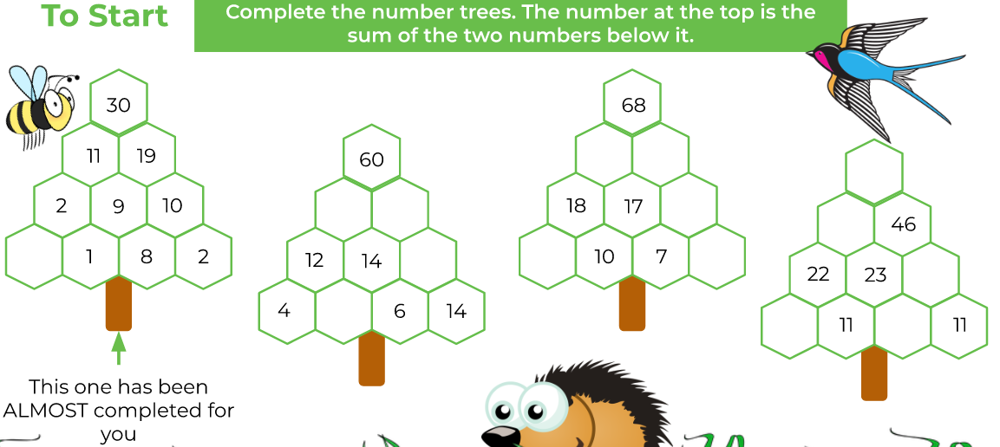 To Start
Complete the number trees. The number at the top is the
sum of the two numbers below it.
30
11 19
2 9 10
1 8 2
This one has been
ALMOST completed for
you
60
12 14
4 6 14
68
18 17
10 7
46
22 23
11 11